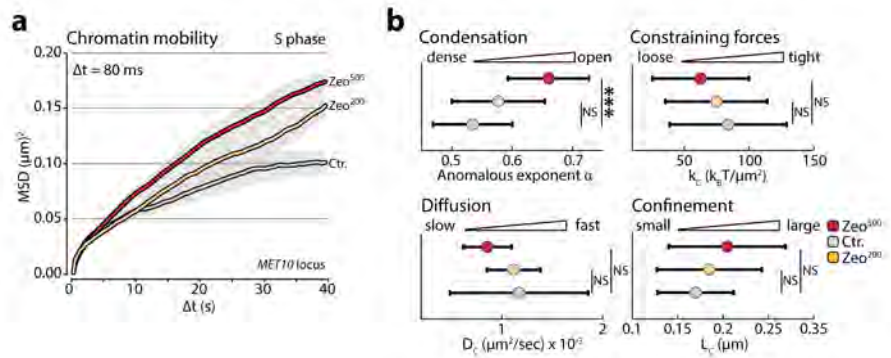 a
Chromatin mobility
S phase
Δt = 80 ms
0.20
0.15
0.10
0.05
0.00
MSD (μm)²
Zeo⁵⁰⁰
Zeo²⁰⁰
Ctr.
MET10 locus
0
10
20
30
40
Δt (s)
b
Condensation
dense
open
NS
***
0.5
0.6
0.7
Anomalous exponent α
Constraining forces
loose
tight
NS
NS
50
100
150
k_c (k_BT/μm²)
Diffusion
slow
fast
NS
NS
1
2
D_c (μm²/sec) x 10⁻³
Confinement
small
large
NS
NS
0.1
0.15
0.2
0.25
0.3
0.35
L_c (μm)
Zeo⁵⁰⁰
Ctr.
Zeo²⁰⁰